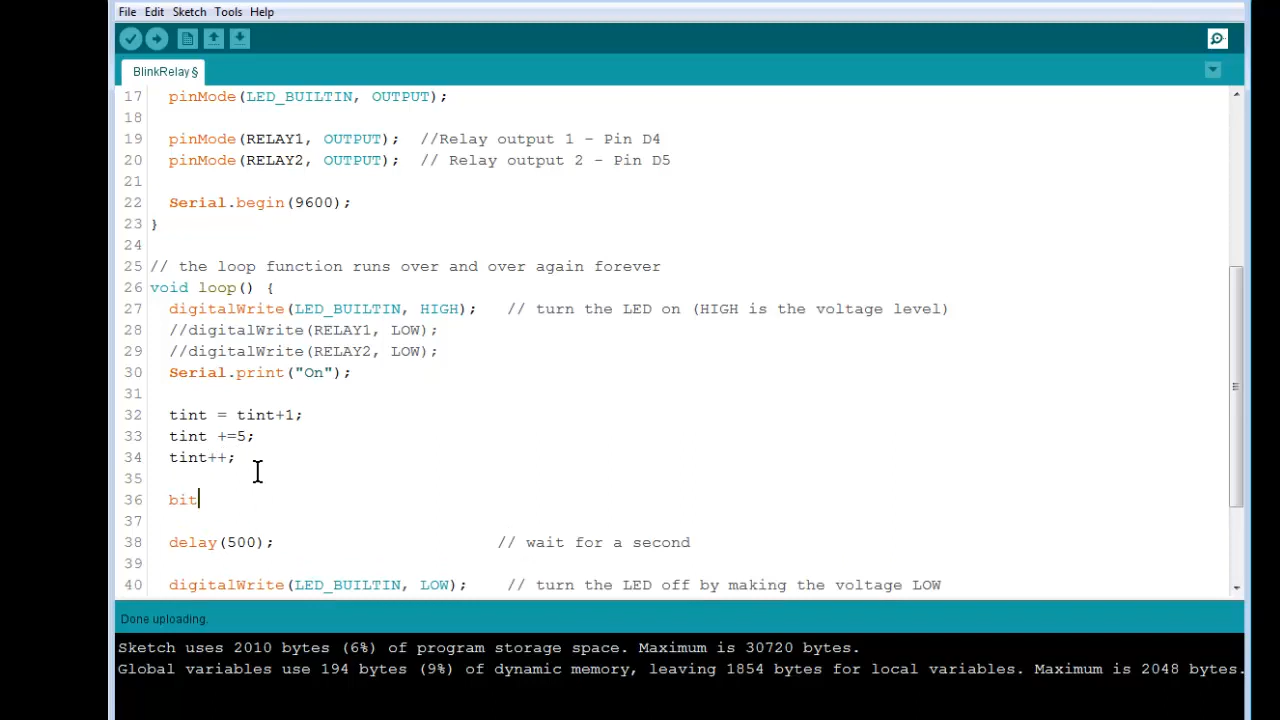 File Edit Sketch Tools Help
BlinkRelay §
17 pinMode(LED_BUILTIN, OUTPUT);
18
19 pinMode(RELAY1, OUTPUT); //Relay output 1 - Pin D4
20 pinMode(RELAY2, OUTPUT); // Relay output 2 - Pin D5
21
22 Serial.begin(9600);
23 }
24
25 // the loop function runs over and over again forever
26 void loop() {
27 digitalWrite(LED_BUILTIN, HIGH); // turn the LED on (HIGH is the voltage level)
28 //digitalWrite(RELAY1, LOW);
29 //digitalWrite(RELAY2, LOW);
30 Serial.print("On");
31
32 tint = tint+1;
33 tint +=5;
34 tint++;
35
36 bit
37
38 delay(500); // wait for a second
39
40 digitalWrite(LED_BUILTIN, LOW); // turn the LED off by making the voltage LOW
Done uploading.
Sketch uses 2010 bytes (6%) of program storage space. Maximum is 30720 bytes.
Global variables use 194 bytes (9%) of dynamic memory, leaving 1854 bytes for local variables. Maximum is 2048 bytes.